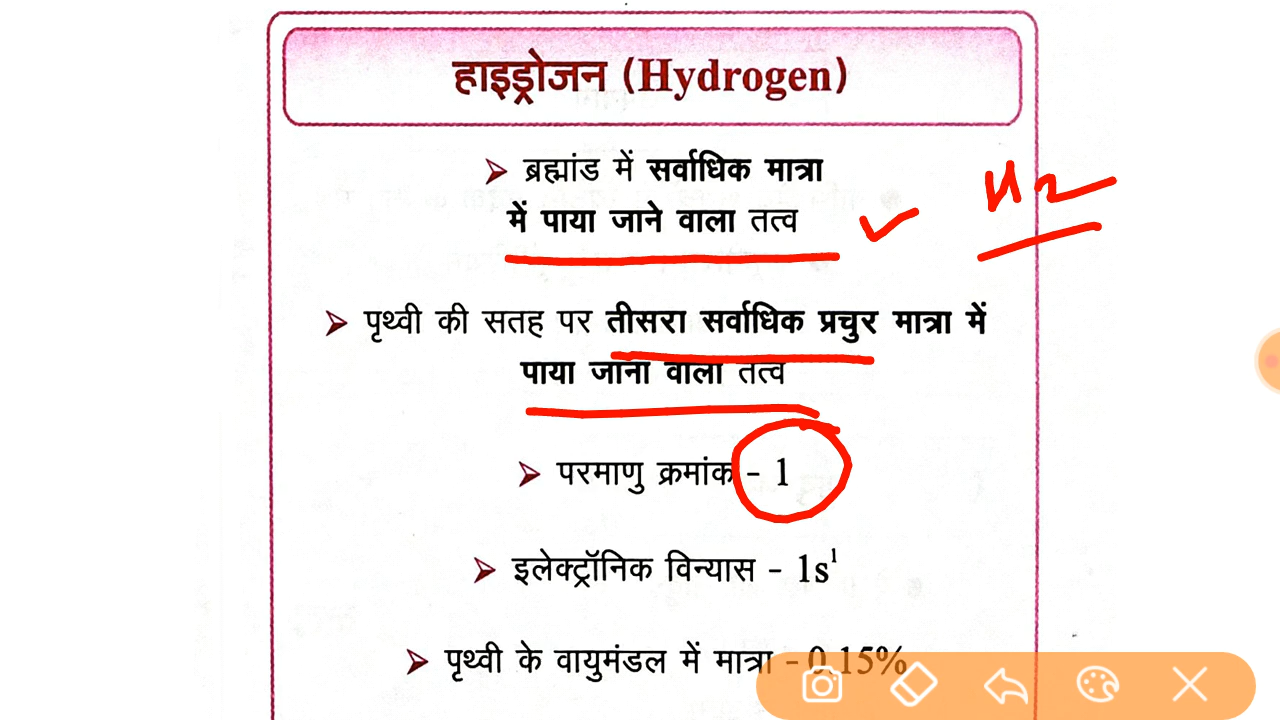 हाइड्रोजन (Hydrogen)
➢ ब्रह्मांड में सर्वाधिक मात्रा
में पाया जाने वाला तत्व
H2
➢ पृथ्वी की सतह पर तीसरा सर्वाधिक प्रचुर मात्रा में
पाया जाना वाला तत्व
➢ परमाणु क्रमांक - 1
➢ इलेक्ट्रॉनिक विन्यास - 1s¹
➢ पृथ्वी के वायुमंडल में मात्रा - 0.15%